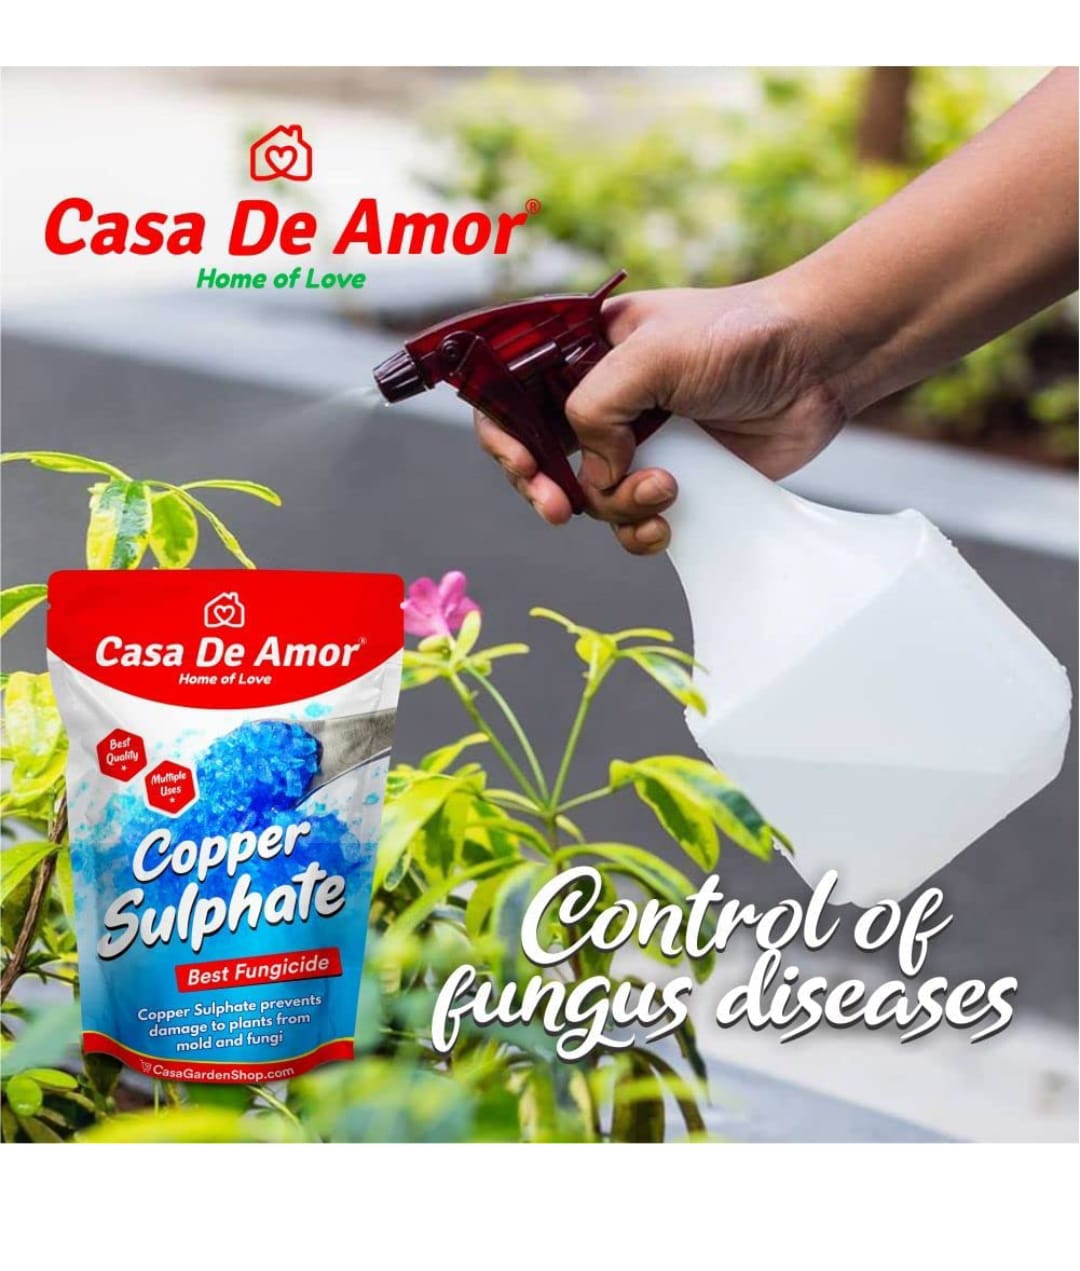 Casa De Amor®
Home of Love
Casa De Amor®
Home of Love
Best
Quality
Multiple
Uses
Copper
Sulphate
Best Fungicide
Copper Sulphate prevents
damage to plants from
mold and fungi
CasaGardenShop.com
Control of
fungus diseases